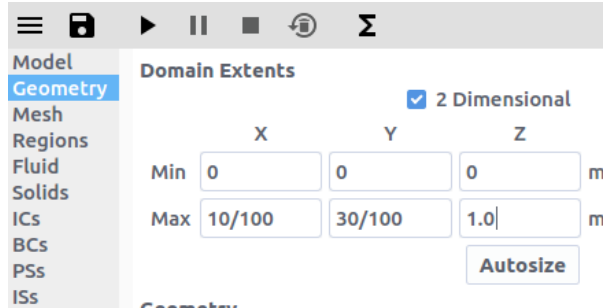 Σ
Model
Geometry
Mesh
Regions
Fluid
Solids
ICs
BCs
PSs
ISs
Domain Extents
2 Dimensional
X Y Z
Min 0 0 0 m
Max 10/100 30/100 1.0 m
Autosize
Geometry